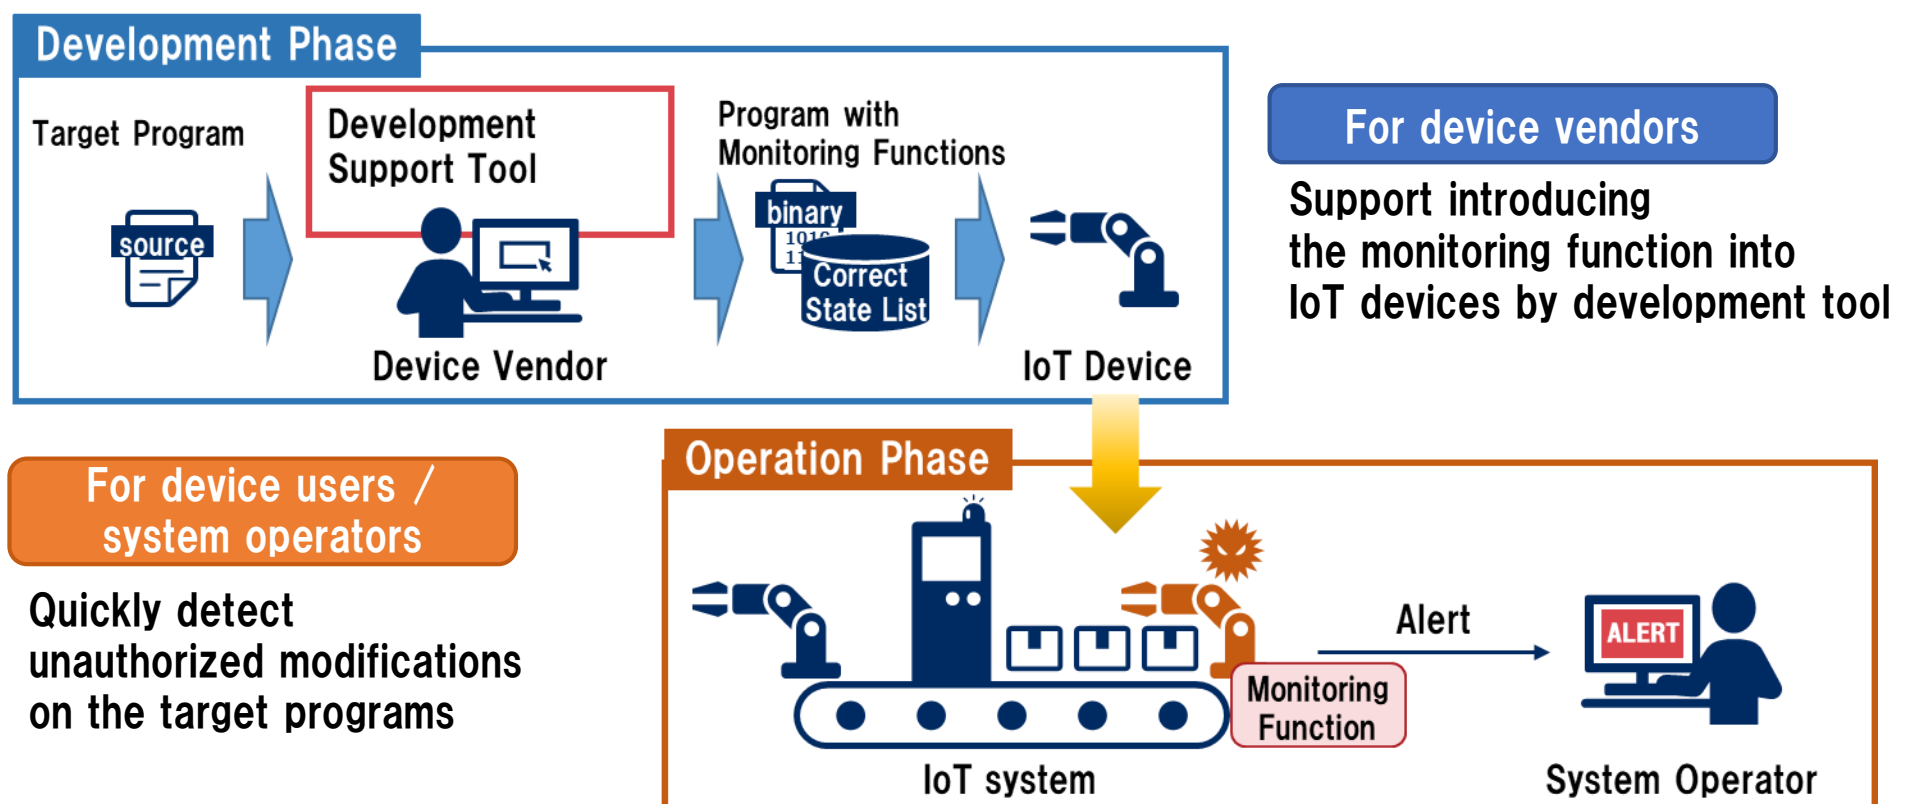 Development Phase
Target Program
source
Development
Support Tool
Device Vendor
Program with
Monitoring Functions
binary
1010
11
Correct
State List
IoT Device
For device vendors
Support introducing
the monitoring function into
IoT devices by development tool
For device users /
system operators
Quickly detect
unauthorized modifications
on the target programs
Operation Phase
Monitoring
Function
IoT system
Alert
ALERT
System Operator